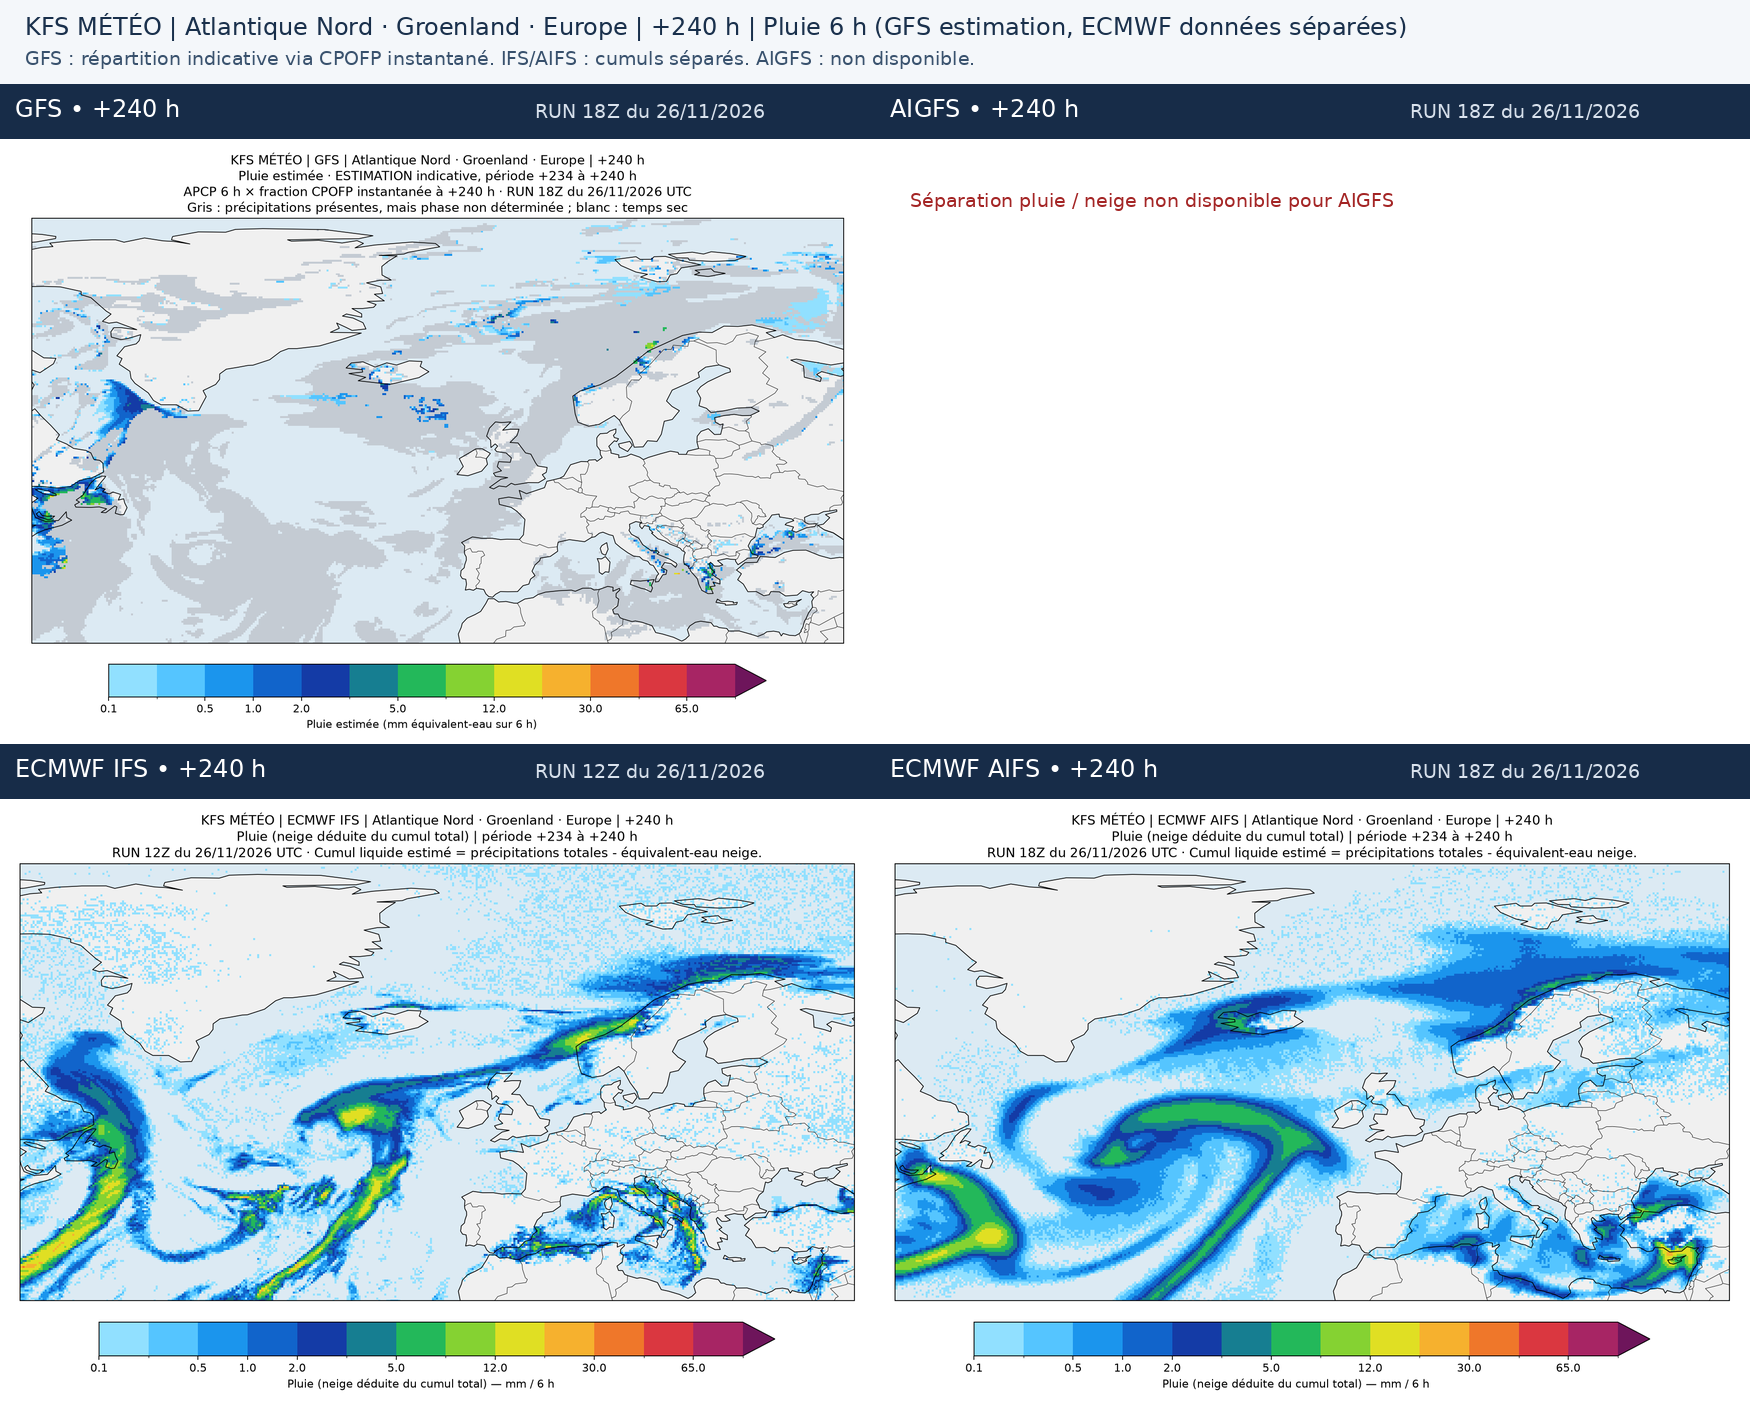 KFS MÉTÉO | Atlantique Nord · Groenland · Europe | +240 h | Pluie 6 h (GFS estimation, ECMWF données séparées)
GFS : répartition indicative via CPOFP instantané. IFS/AIFS : cumuls séparés. AIGFS : non disponible.
GFS • +240 h
RUN 18Z du 26/11/2026
KFS MÉTÉO | GFS | Atlantique Nord · Groenland · Europe | +240 h
Pluie estimée · ESTIMATION indicative, période +234 à +240 h
APCP 6 h × fraction CPOFP instantanée à +240 h · RUN 18Z du 26/11/2026 UTC
Gris : précipitations présentes, mais phase non déterminée ; blanc : temps sec
0.1 0.5 1.0 2.0 5.0 12.0 30.0 65.0
Pluie estimée (mm équivalent-eau sur 6 h)
AIGFS • +240 h
RUN 18Z du 26/11/2026
Séparation pluie / neige non disponible pour AIGFS
ECMWF IFS • +240 h
RUN 12Z du 26/11/2026
KFS MÉTÉO | ECMWF IFS | Atlantique Nord · Groenland · Europe | +240 h
Pluie (neige déduite du cumul total) | période +234 à +240 h
RUN 12Z du 26/11/2026 UTC · Cumul liquide estimé = précipitations totales - équivalent-eau neige.
0.1 0.5 1.0 2.0 5.0 12.0 30.0 65.0
Pluie (neige déduite du cumul total) — mm / 6 h
ECMWF AIFS • +240 h
RUN 18Z du 26/11/2026
KFS MÉTÉO | ECMWF AIFS | Atlantique Nord · Groenland · Europe | +240 h
Pluie (neige déduite du cumul total) | période +234 à +240 h
RUN 18Z du 26/11/2026 UTC · Cumul liquide estimé = précipitations totales - équivalent-eau neige.
0.1 0.5 1.0 2.0 5.0 12.0 30.0 65.0
Pluie (neige déduite du cumul total) — mm / 6 h